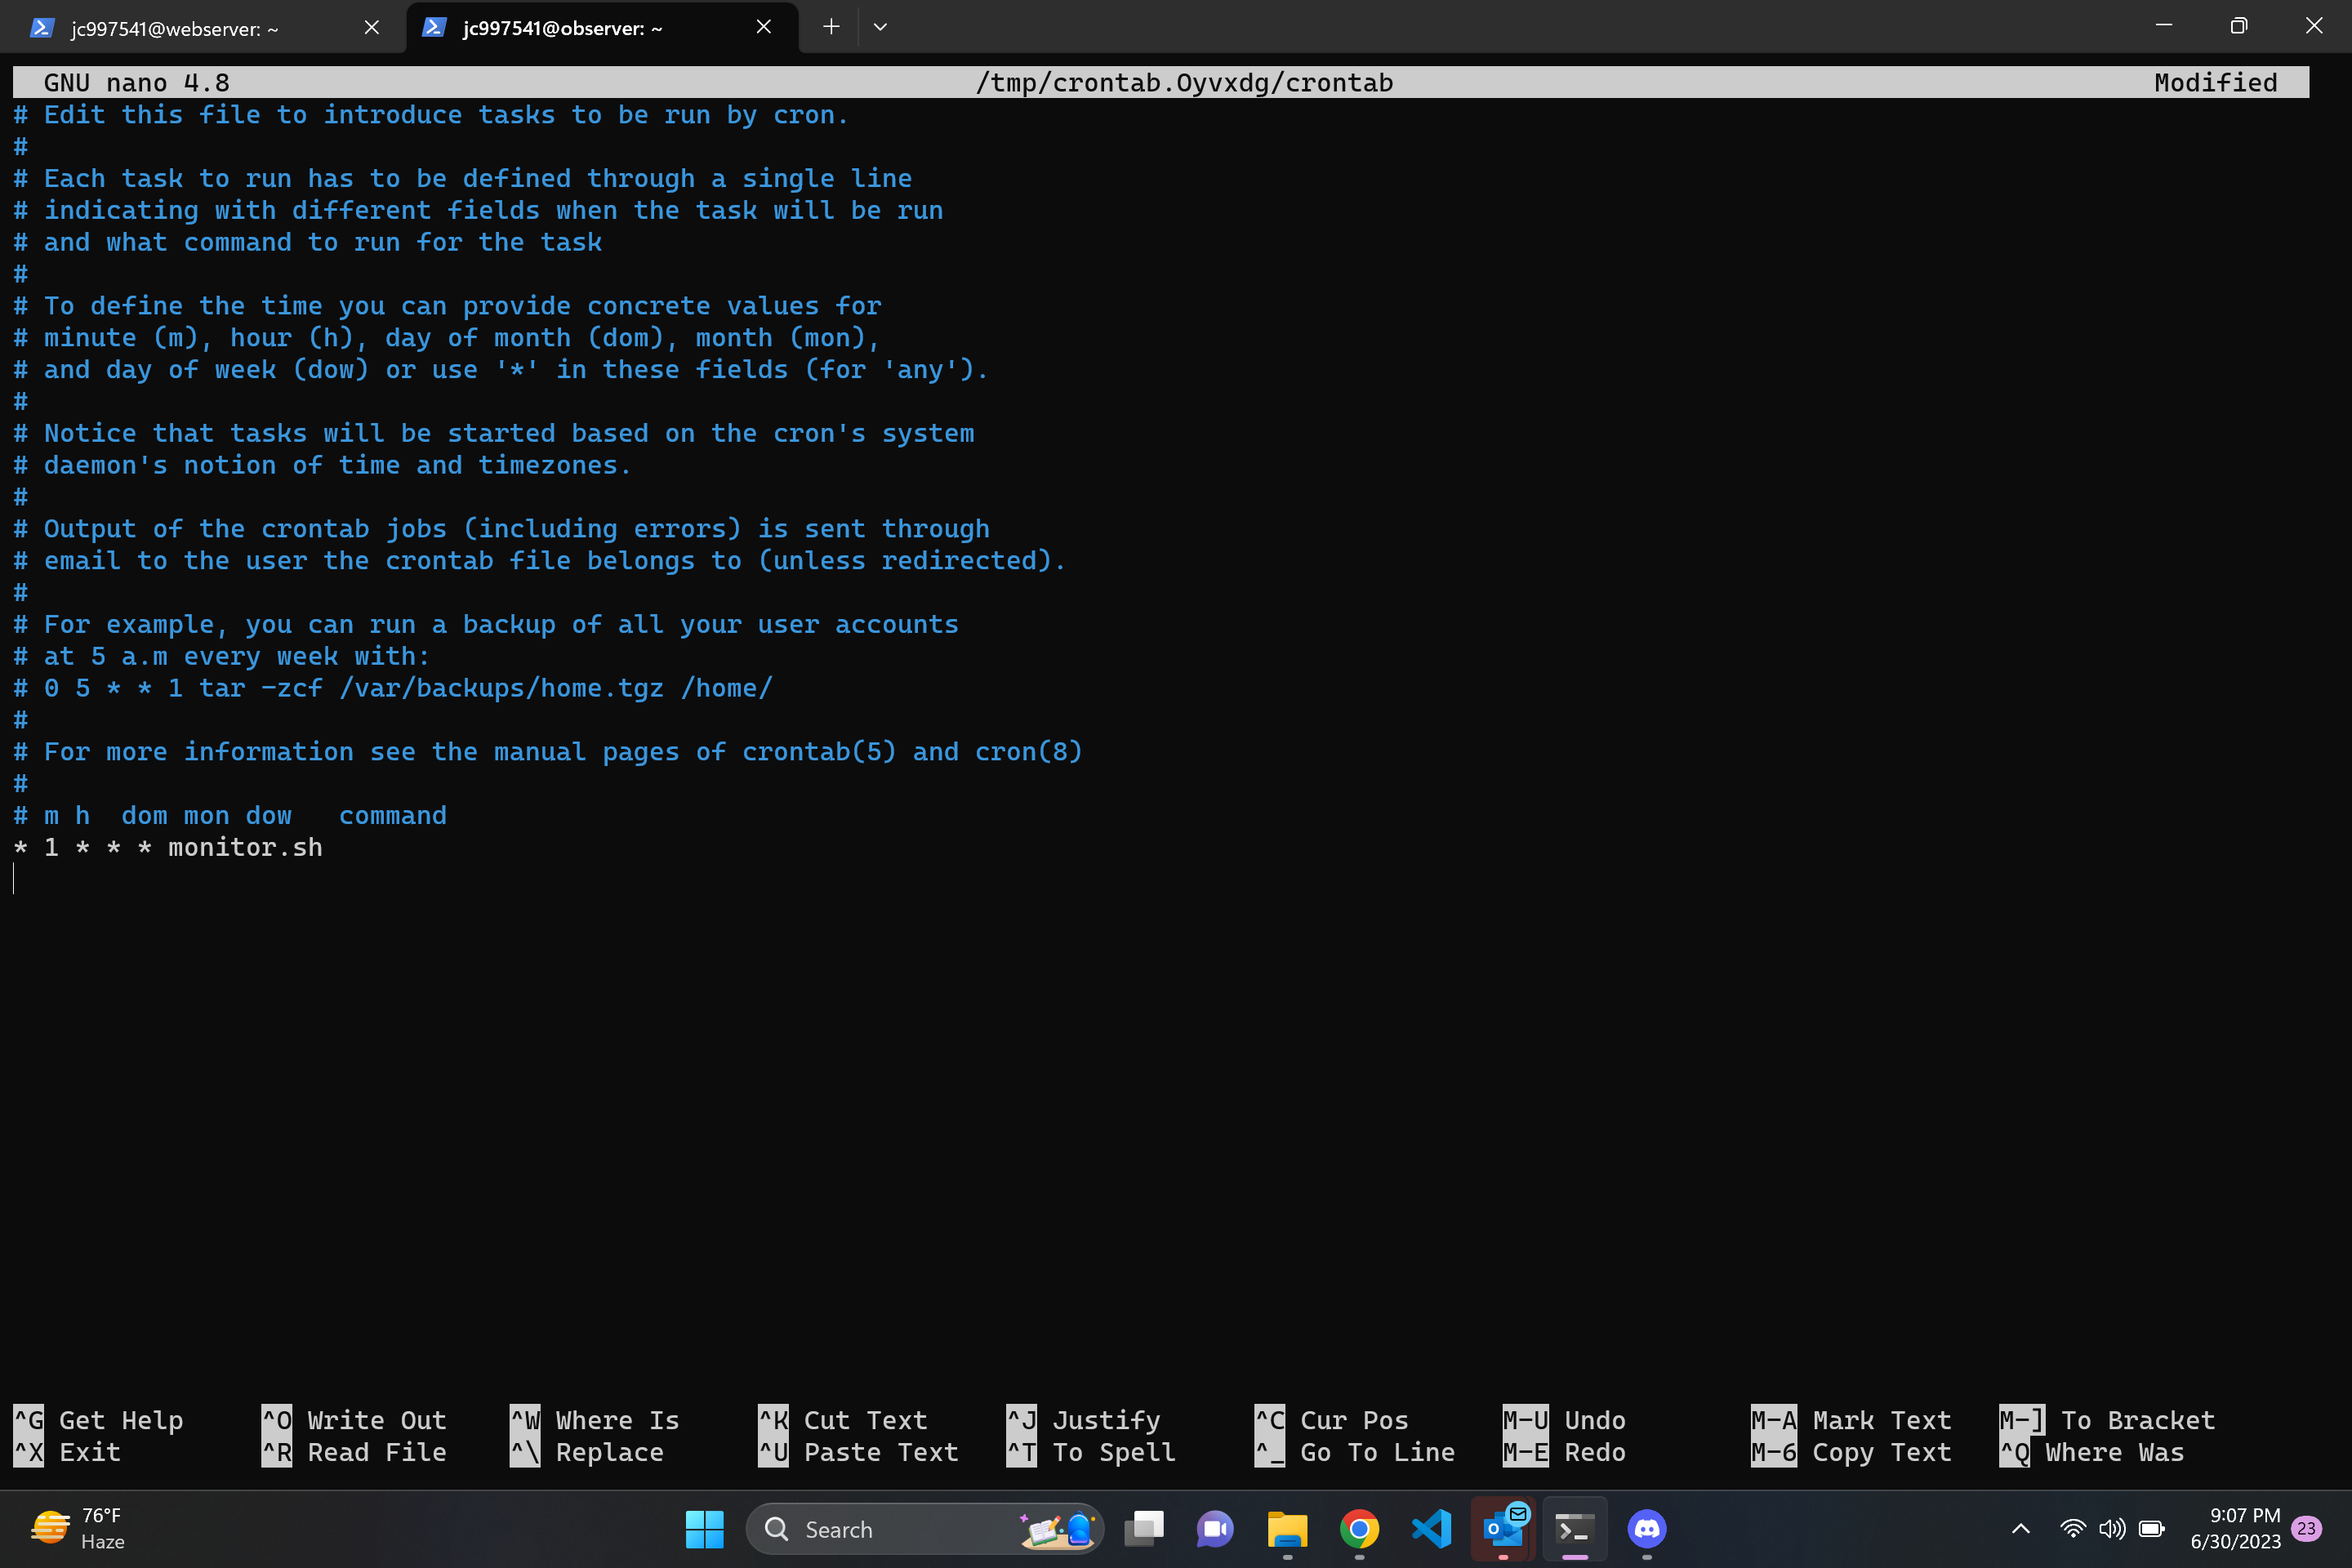 jc997541@webserver: ~
jc997541@observer: ~
GNU nano 4.8 /tmp/crontab.Oyvxdg/crontab Modified
# Edit this file to introduce tasks to be run by cron.
#
# Each task to run has to be defined through a single line
# indicating with different fields when the task will be run
# and what command to run for the task
#
# To define the time you can provide concrete values for
# minute (m), hour (h), day of month (dom), month (mon),
# and day of week (dow) or use '*' in these fields (for 'any').
#
# Notice that tasks will be started based on the cron's system
# daemon's notion of time and timezones.
#
# Output of the crontab jobs (including errors) is sent through
# email to the user the crontab file belongs to (unless redirected).
#
# For example, you can run a backup of all your user accounts
# at 5 a.m every week with:
# 0 5 * * 1 tar -zcf /var/backups/home.tgz /home/
#
# For more information see the manual pages of crontab(5) and cron(8)
#
# m h  dom mon dow   command
* 1 * * * monitor.sh
^G Get Help ^O Write Out ^W Where Is ^K Cut Text ^J Justify ^C Cur Pos M-U Undo M-A Mark Text M-] To Bracket
^X Exit ^R Read File ^\ Replace ^U Paste Text ^T To Spell ^_ Go To Line M-E Redo M-6 Copy Text ^Q Where Was
76°F
Haze
Search
9:07 PM
6/30/2023
23